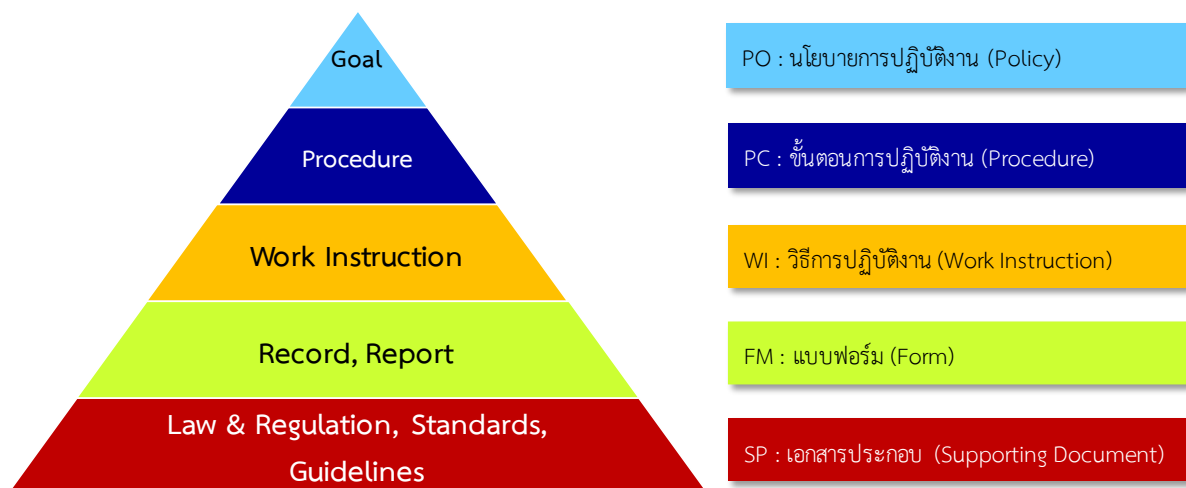 Goal
PO : นโยบายการปฏิบัติงาน (Policy)
Procedure
PC : ขั้นตอนการปฏิบัติงาน (Procedure)
Work Instruction
WI : วิธีการปฏิบัติงาน (Work Instruction)
Record, Report
FM : แบบฟอร์ม (Form)
Law & Regulation, Standards,
Guidelines
SP : เอกสารประกอบ (Supporting Document)